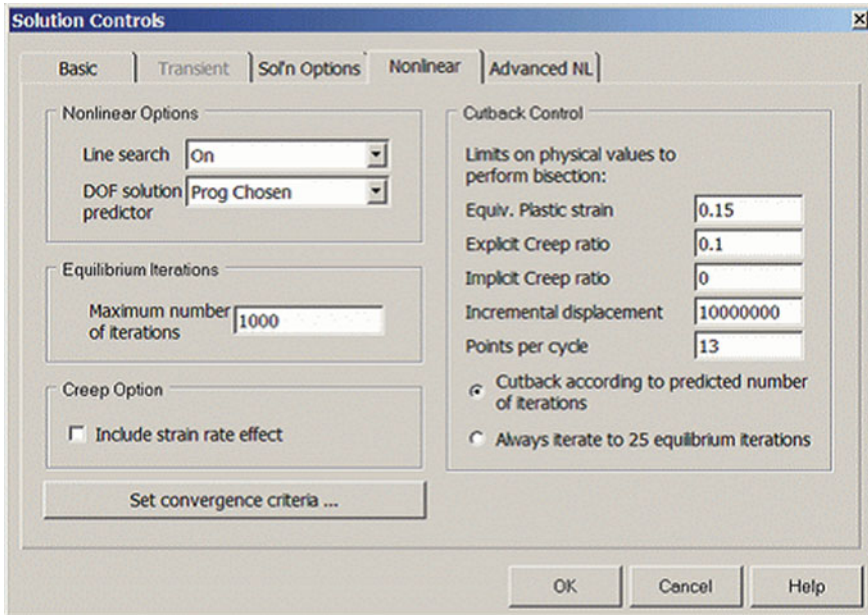 Solution Controls
Basic
Transient
Sol'n Options
Nonlinear
Advanced NL
Nonlinear Options
Line search
On
DOF solution
predictor
Prog Chosen
Equilibrium Iterations
Maximum number
of iterations
1000
Creep Option
Include strain rate effect
Set convergence criteria ...
Cutback Control
Limits on physical values to
perform bisection:
Equiv. Plastic strain
0.15
Explicit Creep ratio
0.1
Implicit Creep ratio
0
Incremental displacement
10000000
Points per cycle
13
Cutback according to predicted number
of iterations
Always iterate to 25 equilibrium iterations
OK
Cancel
Help